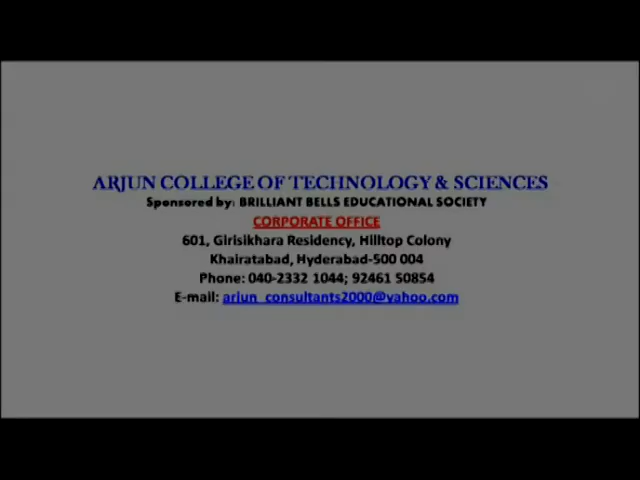 ARJUN COLLEGE OF TECHNOLOGY & SCIENCES
Sponsored by: BRILLIANT BELLS EDUCATIONAL SOCIETY
CORPORATE OFFICE
601, Girisikhara Residency, Hilltop Colony
Khairatabad, Hyderabad-500 004
Phone: 040-2332 1044; 92461 50854
E-mail: arjun_consultants2000@yahoo.com